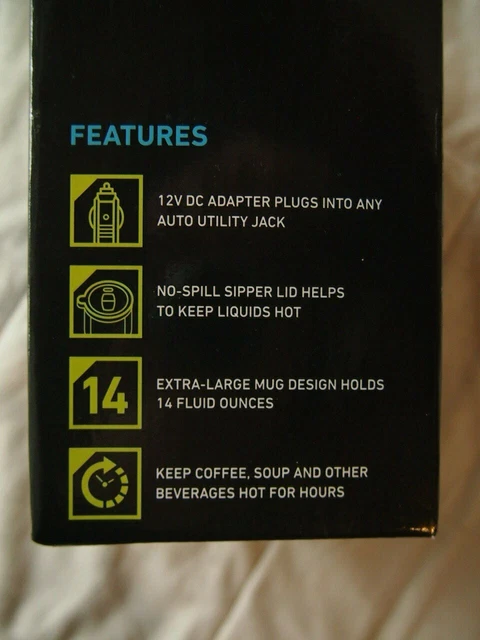 FEATURES
12V DC ADAPTER PLUGS INTO ANY
AUTO UTILITY JACK
NO-SPILL SIPPER LID HELPS
TO KEEP LIQUIDS HOT
14
EXTRA-LARGE MUG DESIGN HOLDS
14 FLUID OUNCES
KEEP COFFEE, SOUP AND OTHER
BEVERAGES HOT FOR HOURS